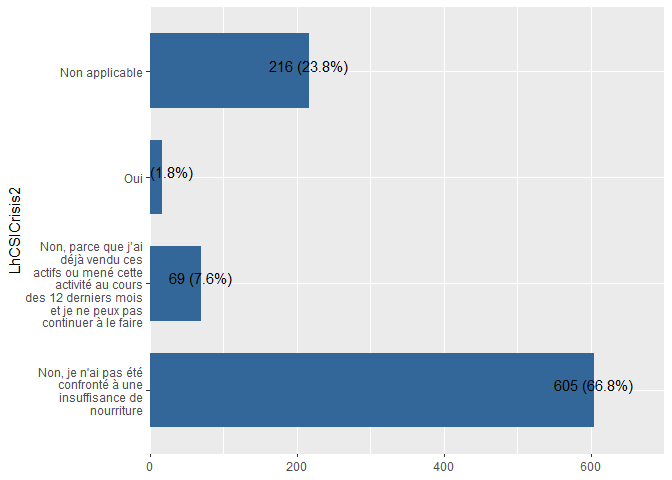 LhCSICrisis2
Non applicable
216 (23.8%)
Oui
(1.8%)
Non, parce que j'ai
déjà vendu ces
actifs ou mené cette
activité au cours
des 12 derniers mois
et je ne peux pas
continuer à le faire
69 (7.6%)
Non, je n'ai pas été
confronté à une
insuffisance de
nourriture
605 (66.8%)
0
200
400
600